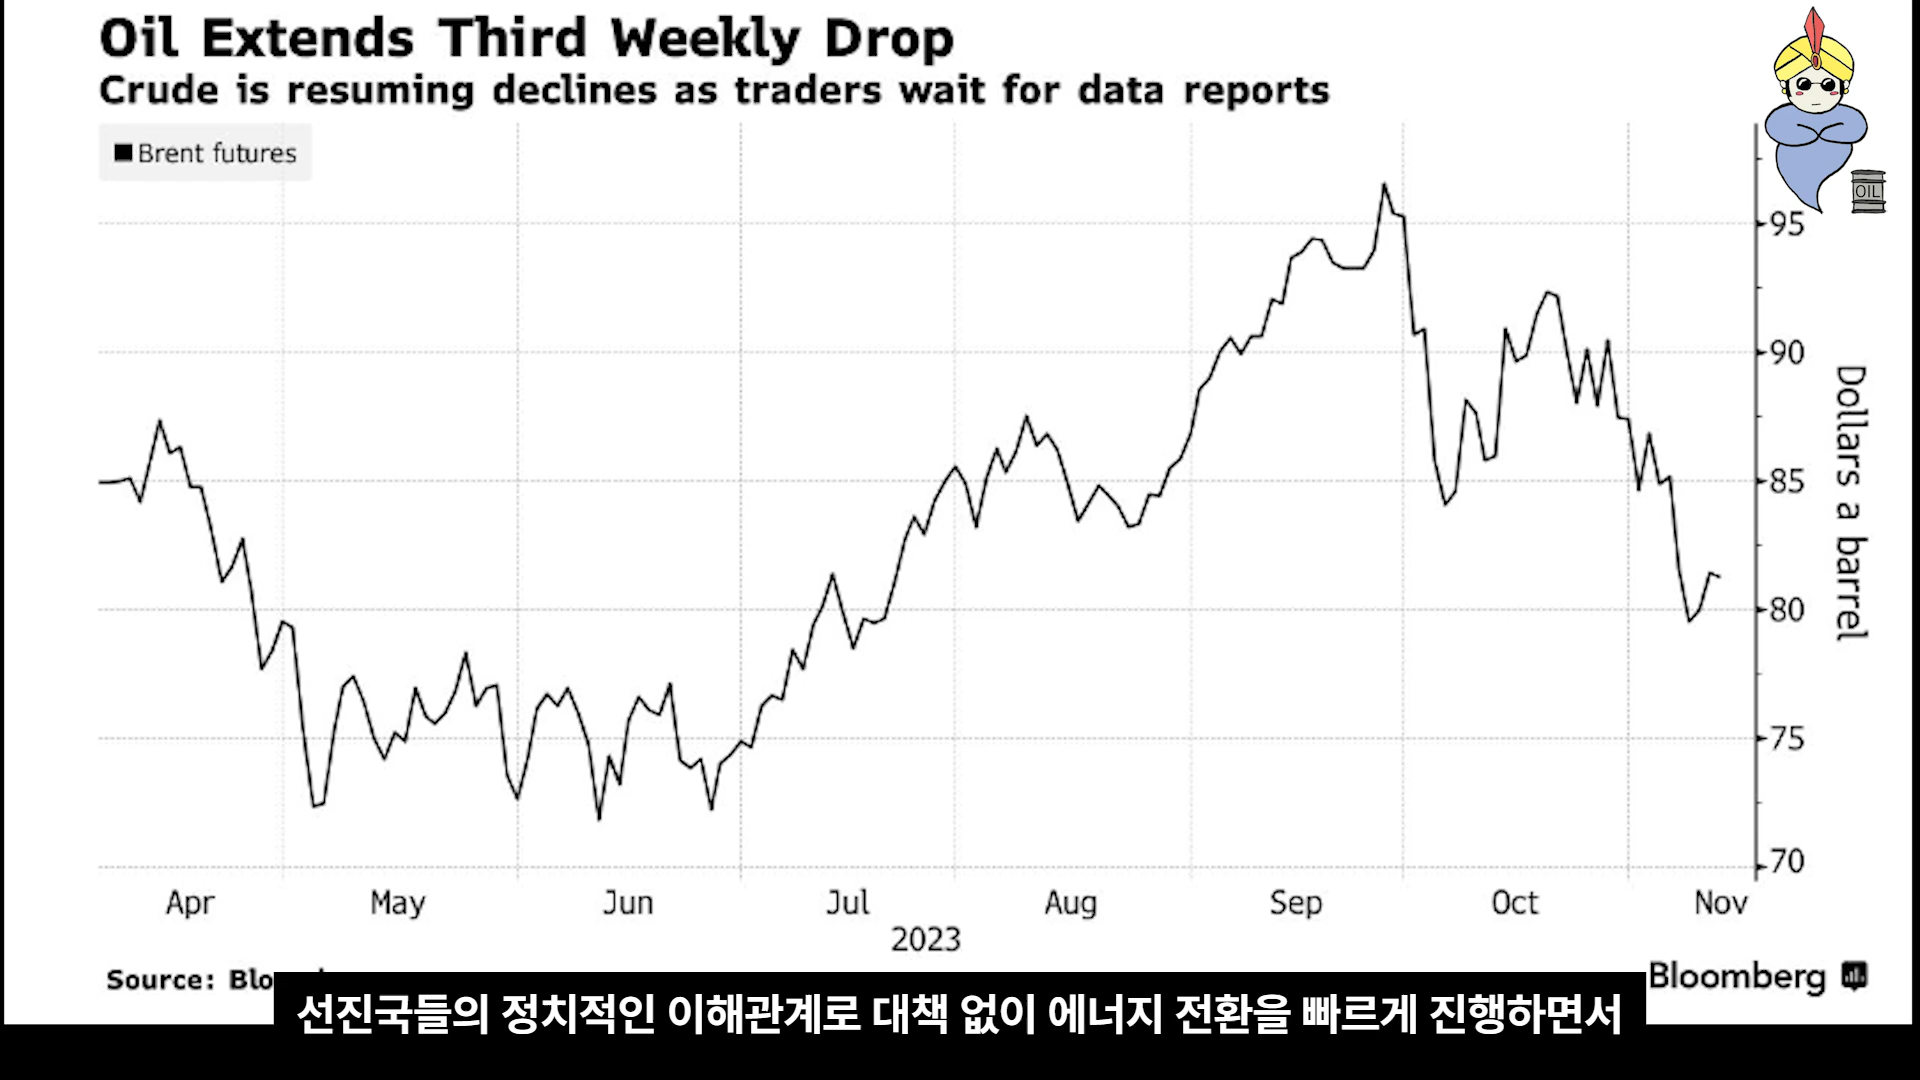 Oil Extends Third Weekly Drop
Crude is resuming declines as traders wait for data reports
Brent futures
OIL
95
90
85
80
75
70
Dollars a barrel
Apr May Jun Jul Aug Sep Oct Nov
2023
Source:
Bloomberg
선진국들의 정치적인 이해관계로 대책 없이 에너지 전환을 빠르게 진행하면서